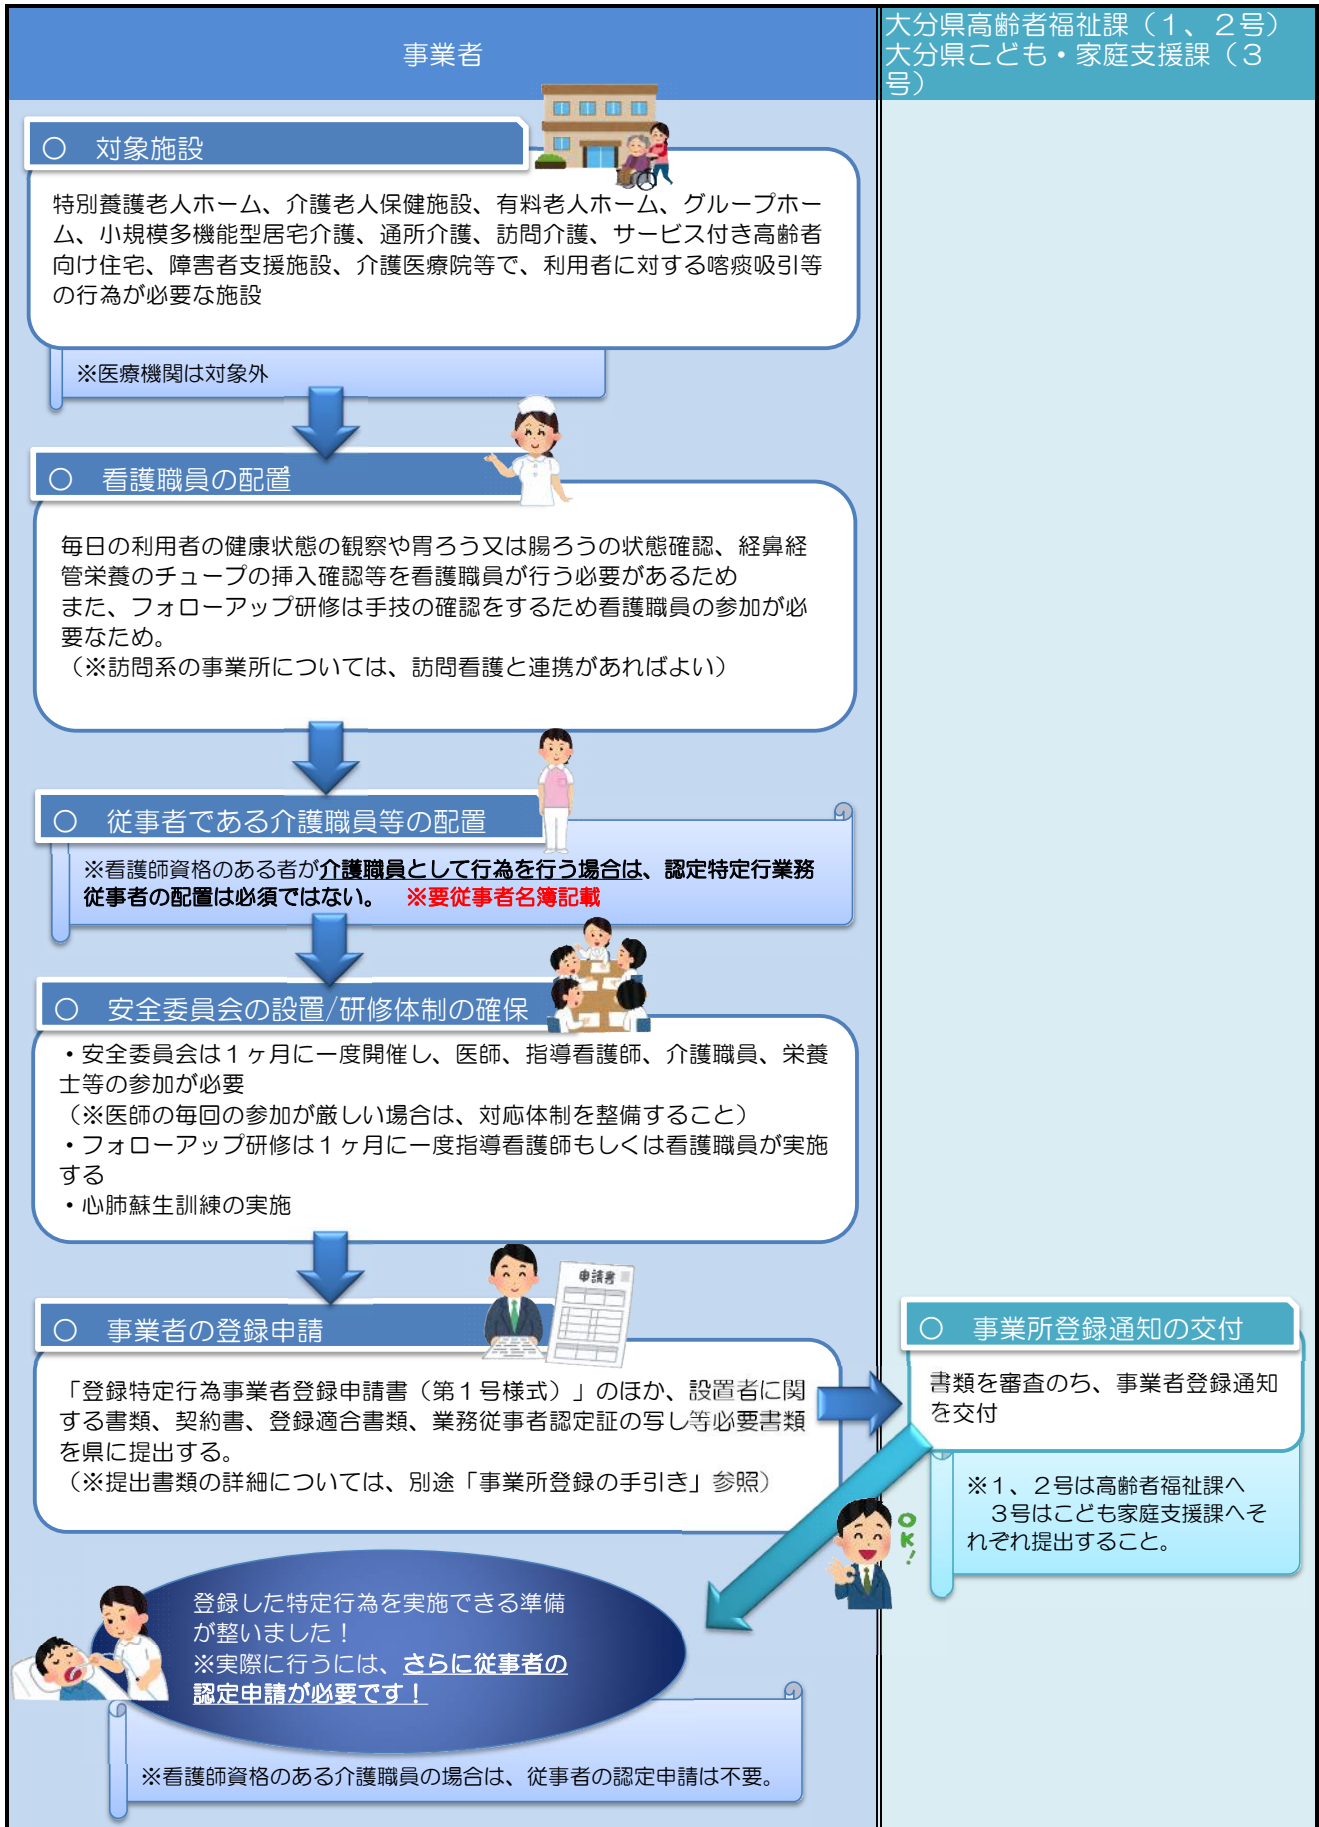 事業者
大分県高齢者福祉課（１、２号）
大分県こども・家庭支援課（３
号）
○　対象施設
特別養護老人ホーム、介護老人保健施設、有料老人ホーム、グループホー
ム、小規模多機能型居宅介護、通所介護、訪問介護、サービス付き高齢者
向け住宅、障害者支援施設、介護医療院等で、利用者に対する喀痰吸引等
の行為が必要な施設
※医療機関は対象外
○　看護職員の配置
毎日の利用者の健康状態の観察や胃ろう又は腸ろうの状態確認、経鼻経
管栄養のチューブの挿入確認等を看護職員が行う必要があるため
また、フォローアップ研修は手技の確認をするため看護職員の参加が必
要なため。
（※訪問系の事業所については、訪問看護と連携があればよい）
○　従事者である介護職員等の配置
※看護師資格のある者が介護職員として行為を行う場合は、認定特定行業務
従事者の配置は必須ではない。　※要従事者名簿記載
○　安全委員会の設置/研修体制の確保
・安全委員会は１ヶ月に一度開催し、医師、指導看護師、介護職員、栄養
士等の参加が必要
（※医師の毎回の参加が厳しい場合は、対応体制を整備すること）
・フォローアップ研修は１ヶ月に一度指導看護師もしくは看護職員が実施
する
・心肺蘇生訓練の実施
申請書
○　事業者の登録申請
「登録特定行為事業者登録申請書（第１号様式）」のほか、設置者に関
する書類、契約書、登録適合書類、業務従事者認定証の写し等必要書類
を県に提出する。
（※提出書類の詳細については、別途「事業所登録の手引き」参照）
○　事業所登録通知の交付
書類を審査のち、事業者登録通知
を交付
※１、２号は高齢者福祉課へ
３号はこども家庭支援課へそ
れぞれ提出すること。
OK!
登録した特定行為を実施できる準備
が整いました！
※実際に行うには、さらに従事者の
認定申請が必要です！
※看護師資格のある介護職員の場合は、従事者の認定申請は不要。